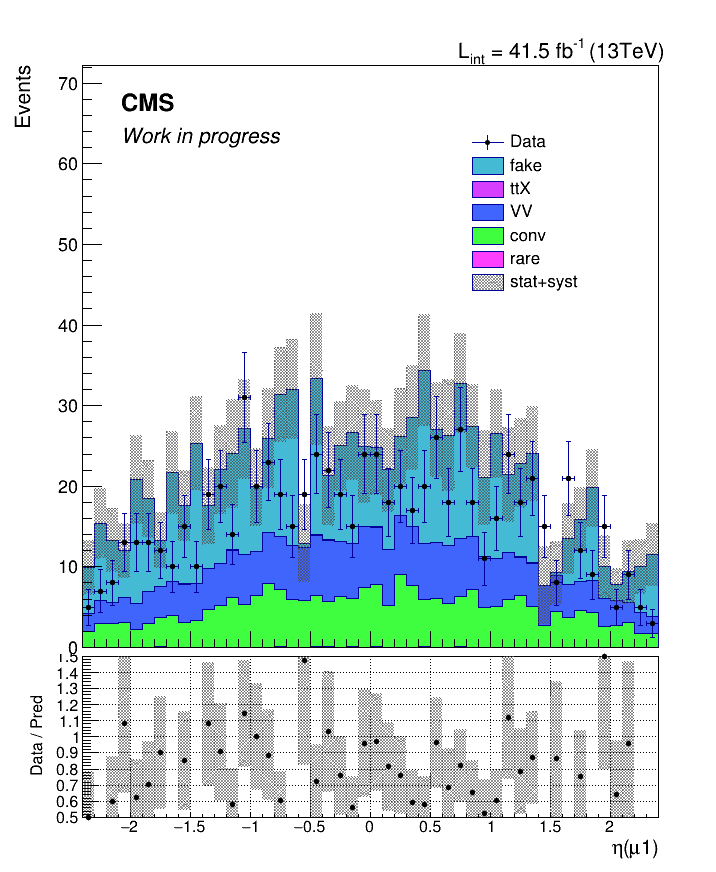 L_int = 41.5 fb^-1 (13TeV)
Events
CMS
Work in progress
Data
fake
ttX
VV
conv
rare
stat+syst
70
60
50
40
30
20
10
0
Data / Pred
1.5
1.4
1.3
1.2
1.1
1
0.9
0.8
0.7
0.6
0.5
−2 −1.5 −1 −0.5 0 0.5 1 1.5 2
η(μ1)